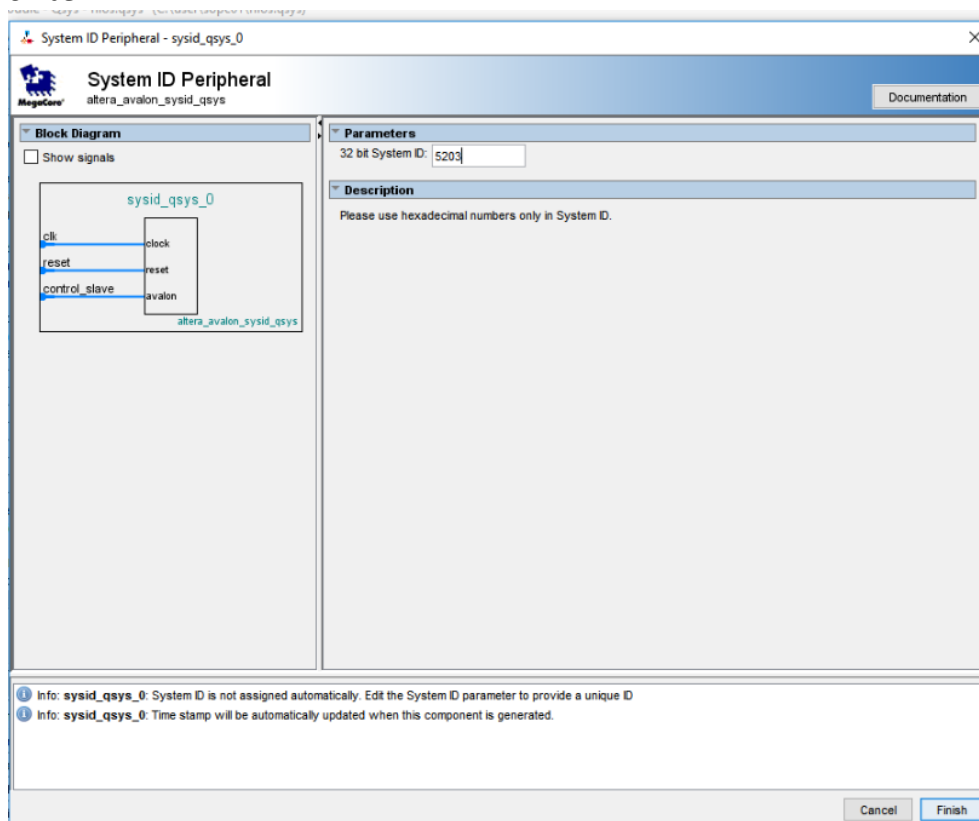 System ID Peripheral - sysid_qsys_0
System ID Peripheral
altera_avalon_sysid_qsys
MegaCore'
Documentation
Block Diagram
Show signals
sysid_qsys_0
clk
clock
reset
reset
control_slave
avalon
altera_avalon_sysid_qsys
Parameters
32 bit System ID: 5203
Description
Please use hexadecimal numbers only in System ID.
Info: sysid_qsys_0: System ID is not assigned automatically. Edit the System ID parameter to provide a unique ID
Info: sysid_qsys_0: Time stamp will be automatically updated when this component is generated.
Cancel
Finish